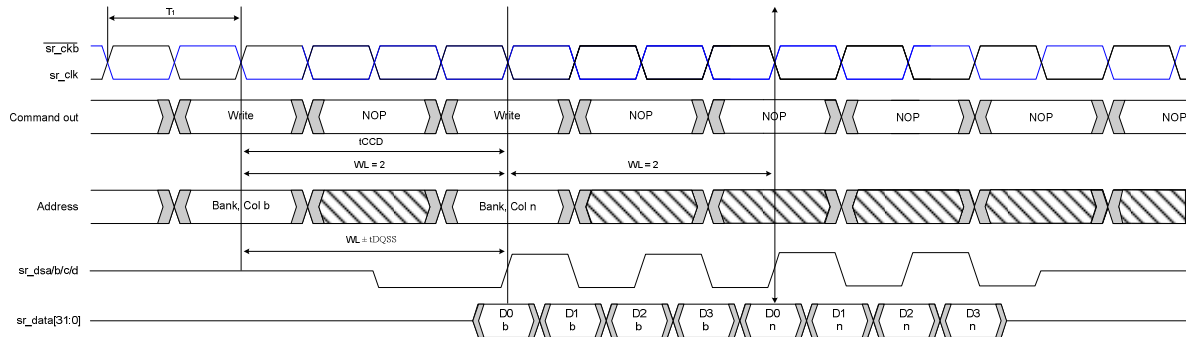 T1
sr_ckb
sr_clk
Command out
Write
NOP
Write
NOP
NOP
NOP
NOP
NOP
tCCD
WL = 2
WL = 2
Address
Bank, Col b
Bank, Col n
WL ± tDQSS
sr_dsa/b/c/d
sr_data[31:0]
D0
b
D1
b
D2
b
D3
b
D0
n
D1
n
D2
n
D3
n